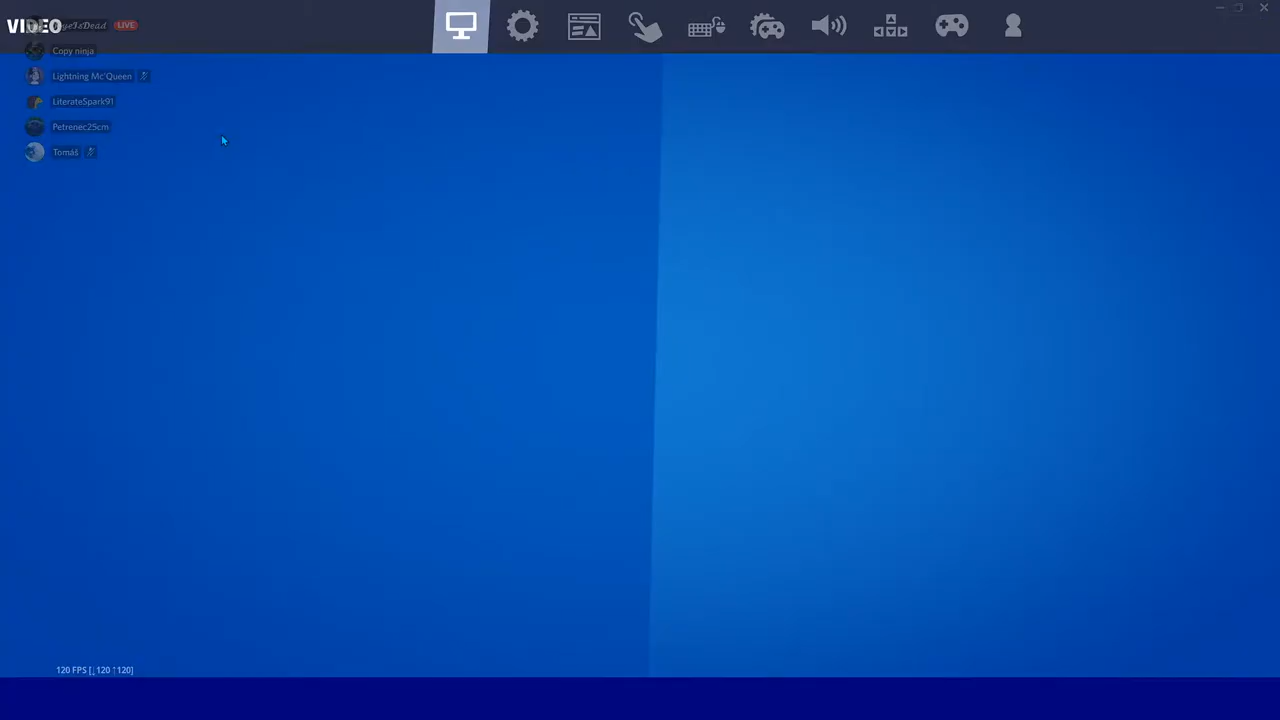 VIDEO
LIVE
Copy ninja
Lightning Mc'Queen
LiterateSpark91
Petrenec25cm
Tomáš
120 FPS [↓120 ↑120]